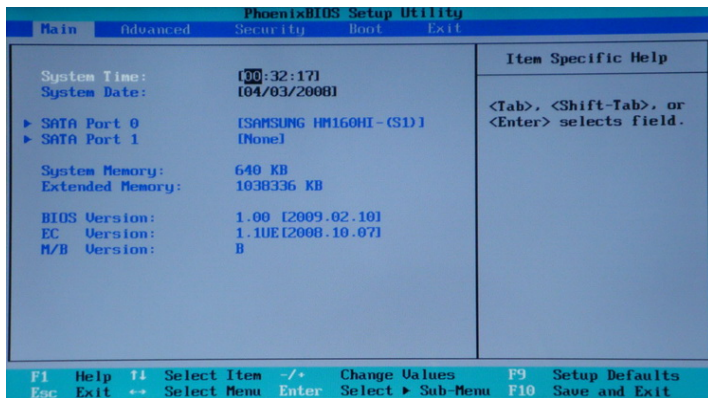 PhoenixBIOS Setup Utility
Main Advanced Security Boot Exit
Item Specific Help
System Time: [00:32:17]
System Date: [04/03/2008]
<Tab>, <Shift-Tab>, or
<Enter> selects field.
▶ SATA Port 0 [SAMSUNG HM160HI-(S1)]
▶ SATA Port 1 [None]
System Memory: 640 KB
Extended Memory: 1038336 KB
BIOS Version: 1.00 [2009.02.10]
EC Version: 1.1UE[2008.10.07]
M/B Version: B
F1 Help ↑↓ Select Item -/+ Change Values F9 Setup Defaults
Esc Exit ↔ Select Menu Enter Select ▶ Sub-Menu F10 Save and Exit